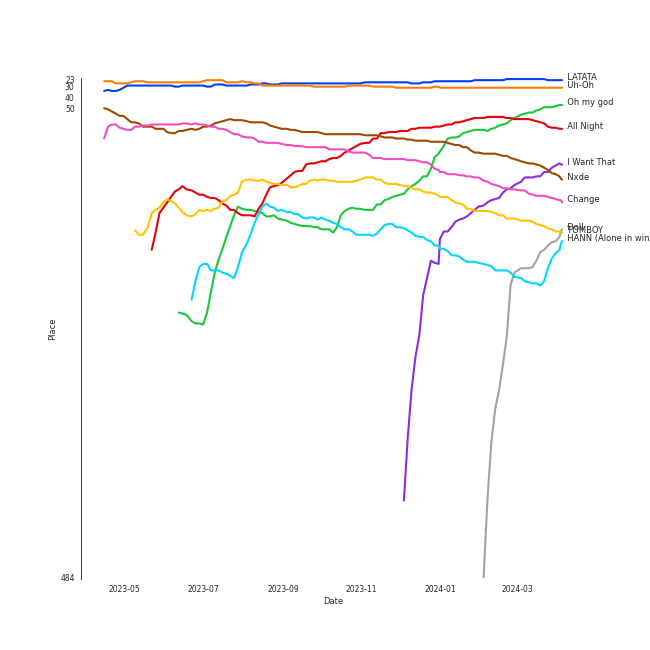 23
30
40
50
484
Place
2023-05
2023-07
2023-09
2023-11
2024-01
2024-03
Date
LATATA
Uh-Oh
Oh my god
All Night
I Want That
Nxde
Change
TOMBOY
HANN (Alone in win